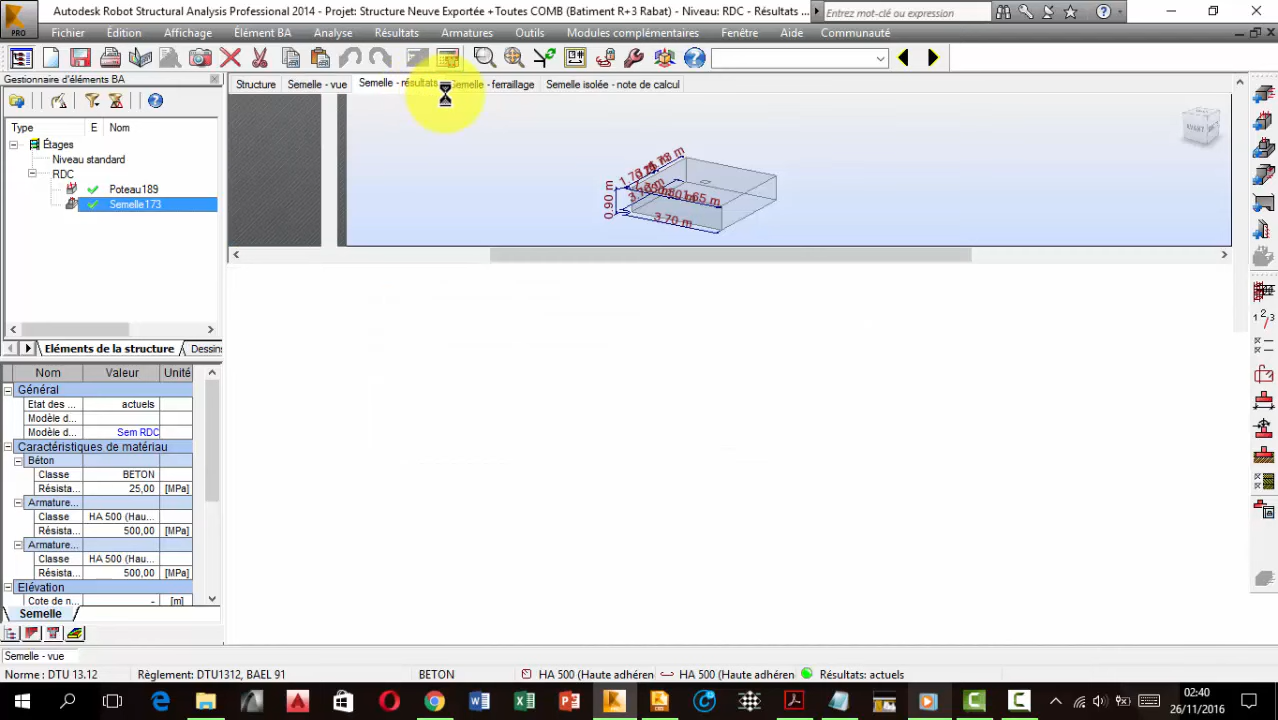 Autodesk Robot Structural Analysis Professional 2014 - Projet: Structure Neuve Exportée +Toutes COMB (Batiment R+3 Rabat) - Niveau: RDC - Résultats ...
Entrez mot-clé ou expression
PRO
Fichier Édition Affichage Élément BA Analyse Résultats Armatures Outils Modules complémentaires Fenêtre Aide Communauté
Gestionnaire d'éléments BA
Structure Semelle - vue Semelle - résultats Semelle - ferraillage Semelle isolée - note de calcul
Type E Nom
Étages
Niveau standard
RDC
Poteau189
Semelle173
0.90 m
3.70 m
1.65 m
AVANT
Eléments de la structure Dessins
Nom Valeur Unité
Général
Etat des ... actuels
Modèle d...
Modèle d... Sem RDC
Caractéristiques de matériau
Béton
Classe BETON
Résista... 25,00 [MPa]
Armature...
Classe HA 500 (Hau...
Résista... 500,00 [MPa]
Armature...
Classe HA 500 (Hau...
Résista... 500,00 [MPa]
Elévation
Cote de n... - [m]
Semelle
Semelle - vue
Norme : DTU 13.12 Règlement: DTU1312, BAEL 91 BETON HA 500 (Haute adhéren HA 500 (Haute adhéren Résultats: actuels
02:40
26/11/2016